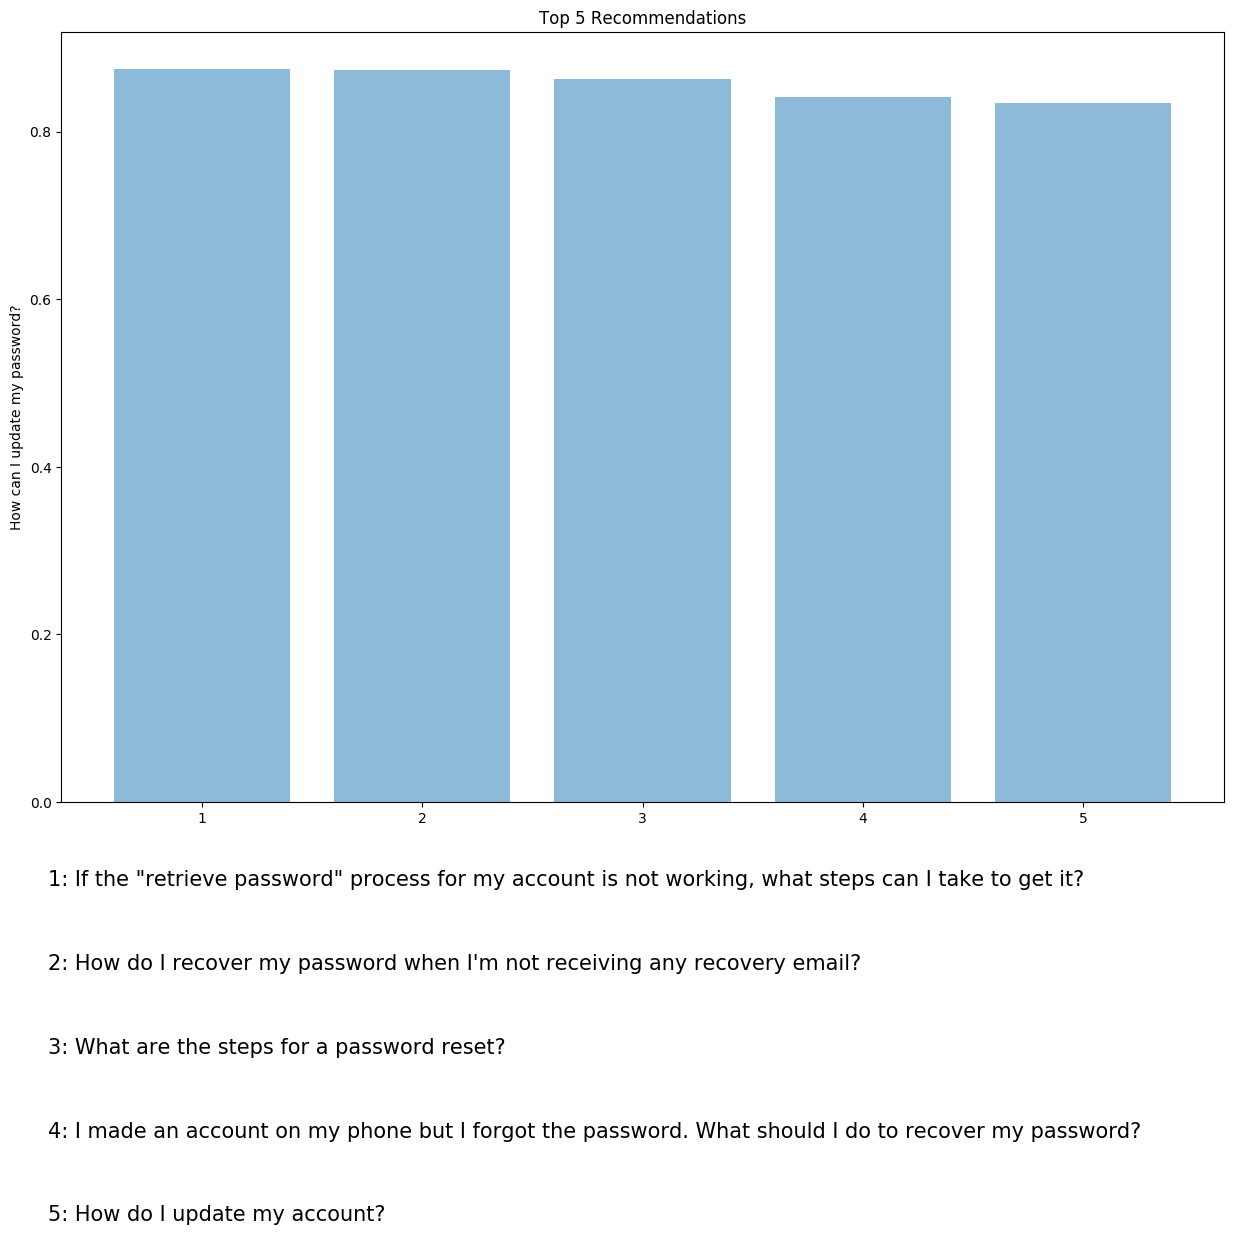 Top 5 Recommendations
How can I update my password?
0.8
0.6
0.4
0.2
0.0
1 2 3 4 5
1: If the "retrieve password" process for my account is not working, what steps can I take to get it?
2: How do I recover my password when I'm not receiving any recovery email?
3: What are the steps for a password reset?
4: I made an account on my phone but I forgot the password. What should I do to recover my password?
5: How do I update my account?